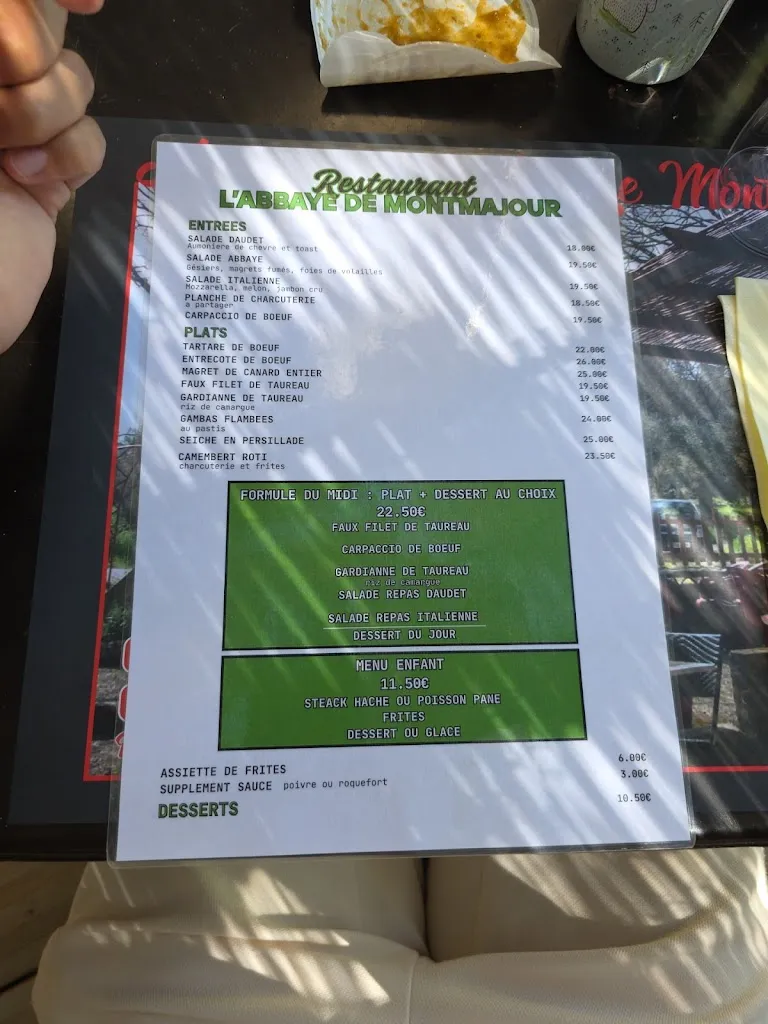 Restaurant
L'ABBAYE DE MONTMAJOUR
ENTREES
SALADE DAUDET
Aumoniere de chevre et toast 18.00€
SALADE ABBAYE
Gésiers, magrets fumés, foies de volailles 19.50€
SALADE ITALIENNE
Mozzarella, melon, jambon cru 19.50€
PLANCHE DE CHARCUTERIE
a partager 18.50€
CARPACCIO DE BOEUF 19.50€
PLATS
TARTARE DE BOEUF 22.00€
ENTRECOTE DE BOEUF 26.00€
MAGRET DE CANARD ENTIER 25.00€
FAUX FILET DE TAUREAU 19.50€
GARDIANNE DE TAUREAU 19.50€
riz de camargue
GAMBAS FLAMBEES 24.00€
au pastis
SEICHE EN PERSILLADE 25.00€
CAMEMBERT ROTI 23.50€
charcuterie et frites
FORMULE DU MIDI : PLAT + DESSERT AU CHOIX
22.50€
FAUX FILET DE TAUREAU
CARPACCIO DE BOEUF
GARDIANNE DE TAUREAU
riz de camargue
SALADE REPAS DAUDET
SALADE REPAS ITALIENNE
DESSERT DU JOUR
MENU ENFANT
11.50€
STEACK HACHE OU POISSON PANE
FRITES
DESSERT OU GLACE
ASSIETTE DE FRITES 6.00€
SUPPLEMENT SAUCE poivre ou roquefort 3.00€
DESSERTS 10.50€